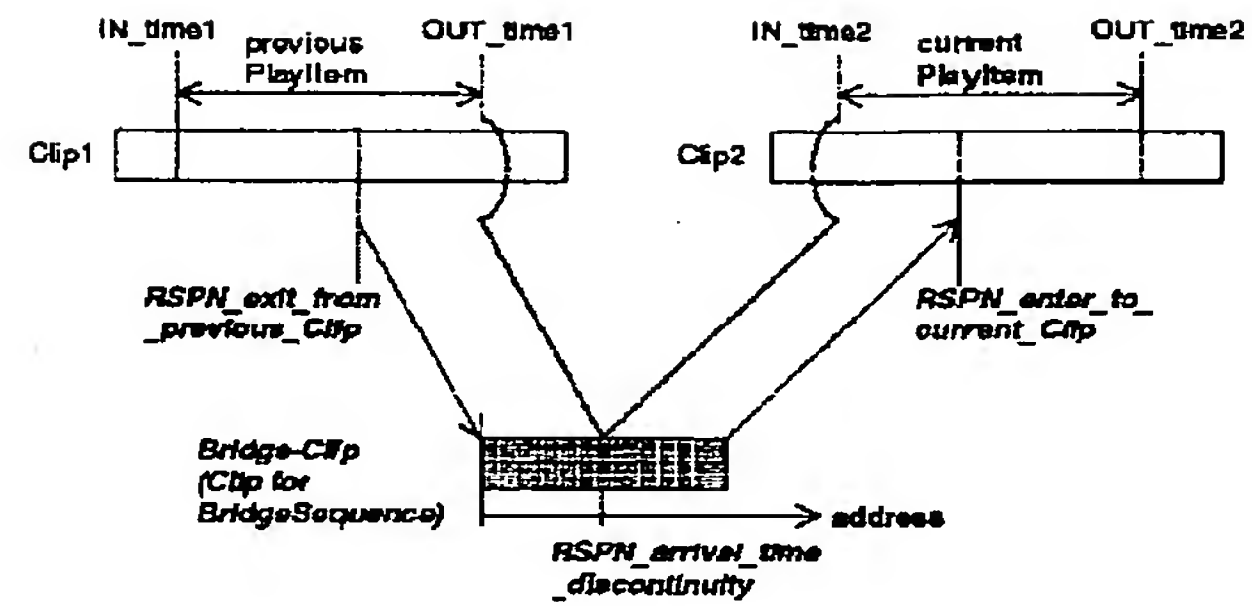 IN_time1
previous
PlayItem
OUT_time1
IN_time2
current
PlayItem
OUT_time2
Clip1
Clip2
RSPN_exit_from
_previous_Clip
RSPN_enter_to_
current_Clip
Bridge-Clip
(Clip for
BridgeSequence)
address
RSPN_arrival_time
_discontinuity